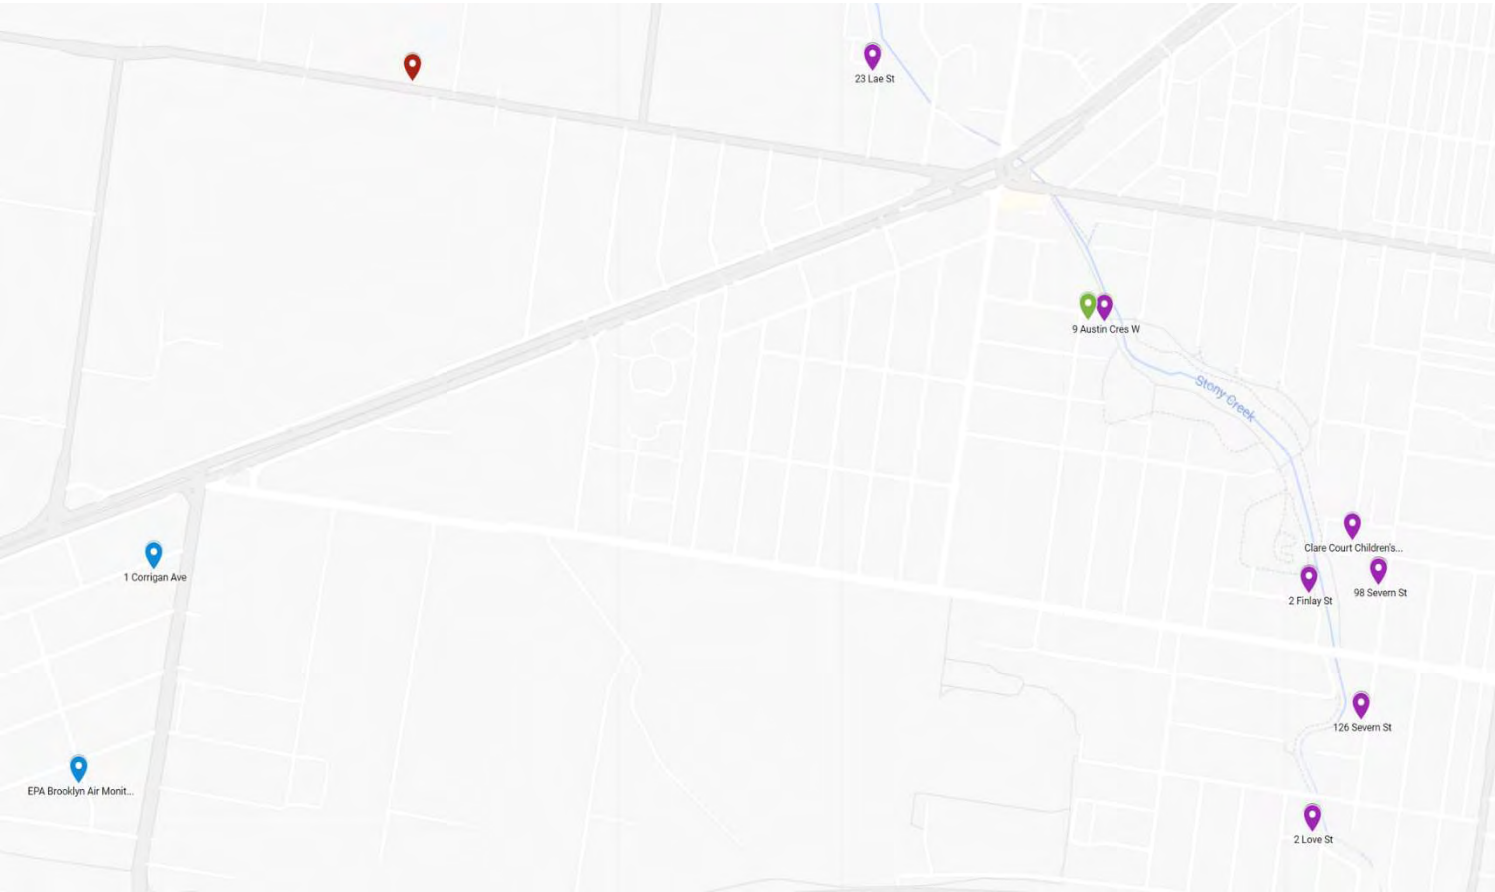 23 Lae St
9 Austin Cres W
Stony Creek
Clare Court Children's...
1 Corrigan Ave
98 Severn St
2 Finlay St
126 Severn St
EPA Brooklyn Air Monit...
2 Love St